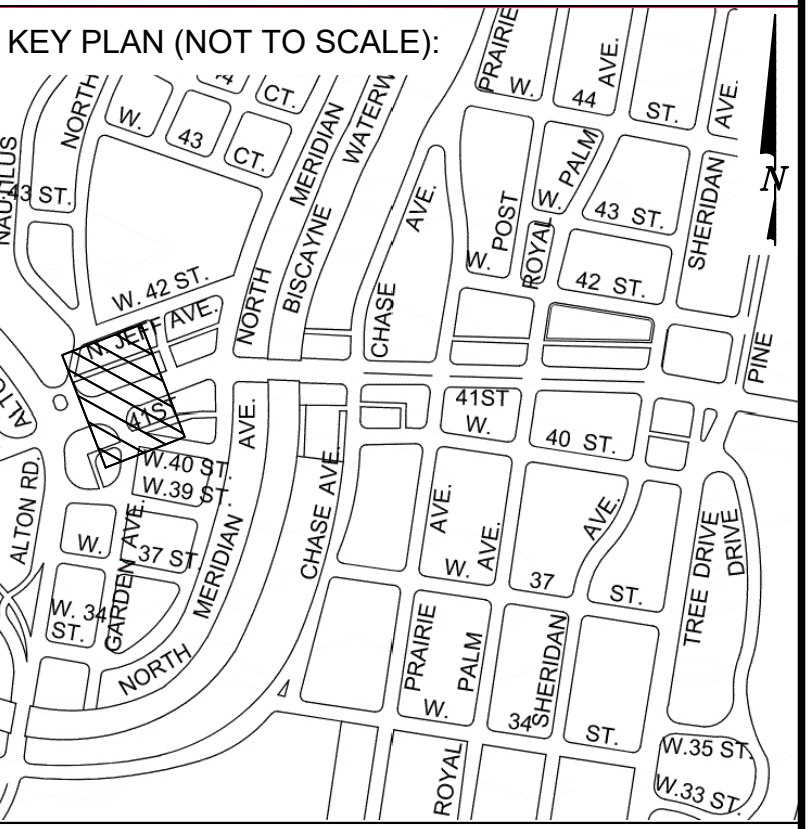 KEY PLAN (NOT TO SCALE):
PRAIRIE
W.
44
AVE.
ST.
AVE.
NORTH
CT.
W.
43
CT.
MERIDIAN
WATERW
NAUTILUS
43 ST.
W.
PALM
43 ST.
SHERIDAN
N
AVE.
POST
W.
ROYAL
42 ST.
W. 42 ST.
NORTH
BISCAYNE
CHASE
N. JEFF AVE.
PINE
ALTO
41ST
AVE.
41ST
W.
40 ST.
W.40 ST.
W.39 ST.
ALTON RD.
W.
GARDEN AVE.
37 ST.
MERIDIAN
CHASE AVE.
AVE.
W.
AVE.
37
AVE.
ST.
TREE DRIVE
DRIVE
W. 34
ST.
NORTH
PRAIRIE
W.
PALM
34
SHERIDAN
ST.
W.35 ST.
W.33 ST.
ROYAL